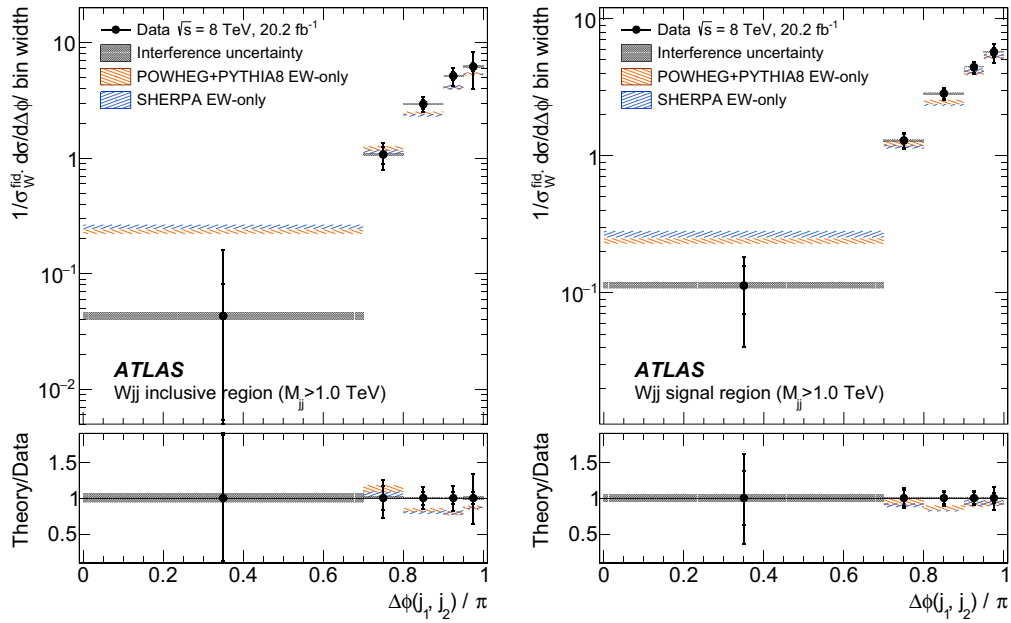 1/σ_W^fid. dσ/dΔϕ/ bin width
10
1
10⁻¹
10⁻²
Data √s = 8 TeV, 20.2 fb⁻¹
Interference uncertainty
POWHEG+PYTHIA8 EW-only
SHERPA EW-only
ATLAS
Wjj inclusive region (M_jj>1.0 TeV)
Theory/Data
1.5
1
0.5
0 0.2 0.4 0.6 0.8 1
Δϕ(j₁, j₂) / π
1/σ_W^fid. dσ/dΔϕ/ bin width
10
1
10⁻¹
Data √s = 8 TeV, 20.2 fb⁻¹
Interference uncertainty
POWHEG+PYTHIA8 EW-only
SHERPA EW-only
ATLAS
Wjj signal region (M_jj>1.0 TeV)
Theory/Data
1.5
1
0.5
0 0.2 0.4 0.6 0.8 1
Δϕ(j₁, j₂) / π